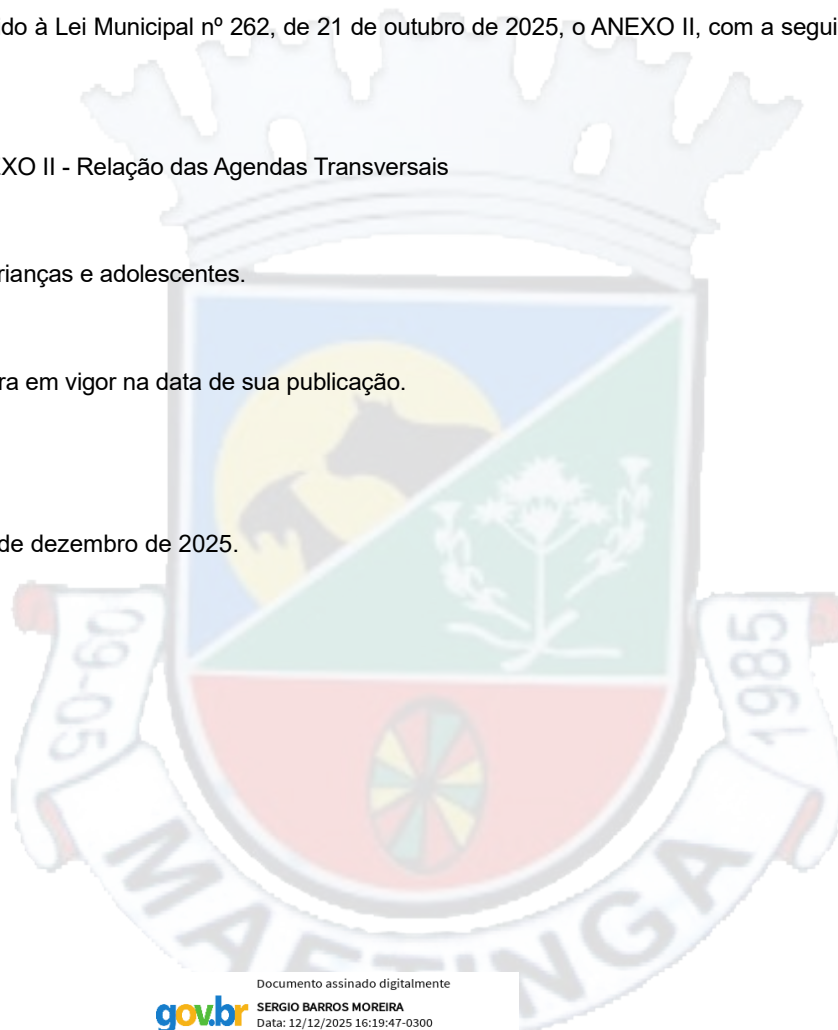 do à Lei Municipal nº 262, de 21 de outubro de 2025, o ANEXO II, com a segui
XO II - Relação das Agendas Transversais
rianças e adolescentes.
ra em vigor na data de sua publicação.
de dezembro de 2025.
09-05
1985
MAETINGA
Documento assinado digitalmente
gov.br
SERGIO BARROS MOREIRA
Data: 12/12/2025 16:19:47-0300